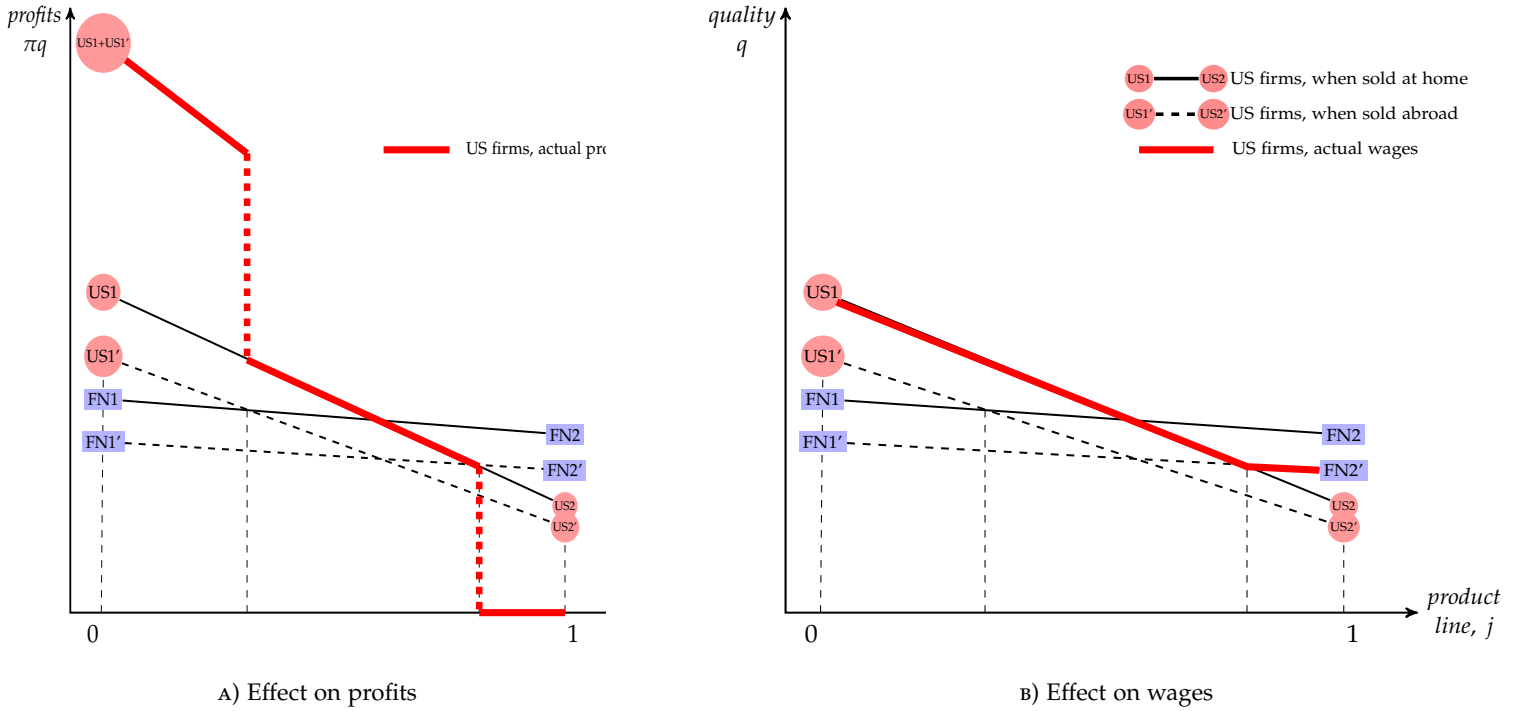 profits
πq
US1+US1'
US firms, actual pro
US1
US1'
FN1
FN1'
FN2
FN2'
US2
US2'
0
1
A) Effect on profits
quality
q
US1
US2
US firms, when sold at home
US1'
US2'
US firms, when sold abroad
US firms, actual wages
US1
US1'
FN1
FN1'
FN2
FN2'
US2
US2'
0
1
product
line, j
B) Effect on wages